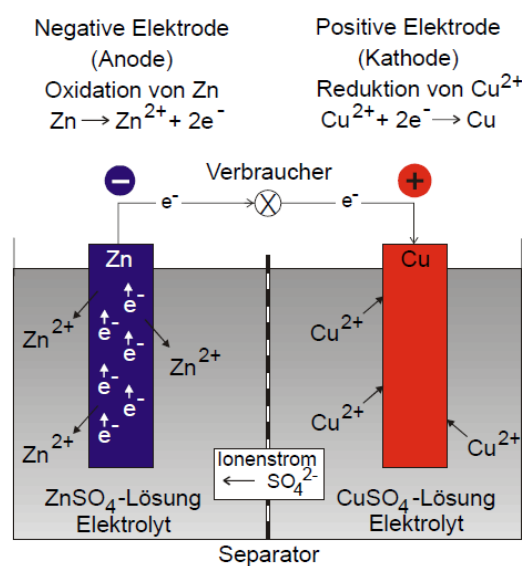 Negative Elektrode
(Anode)
Oxidation von Zn
Zn → Zn²⁺ + 2e⁻
Positive Elektrode
(Kathode)
Reduktion von Cu²⁺
Cu²⁺ + 2e⁻ → Cu
−
Verbraucher
+
e⁻
X
e⁻
Zn
Cu
e⁻
e⁻
e⁻
e⁻
e⁻
e⁻
Zn²⁺
Zn²⁺
Zn²⁺
Cu²⁺
Cu²⁺
Cu²⁺
Ionenstrom
← SO₄²⁻
ZnSO₄-Lösung
Elektrolyt
CuSO₄-Lösung
Elektrolyt
Separator